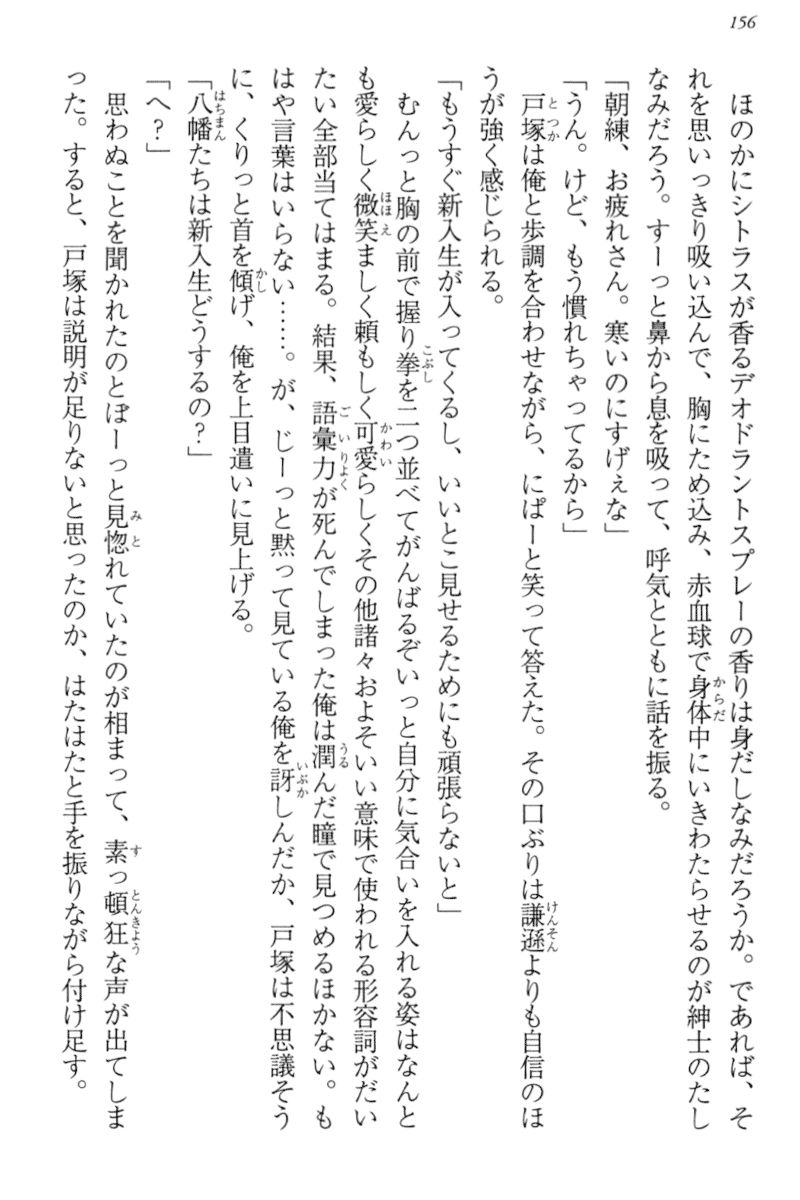 156
ほのかにシトラスが香るデオドラントスプレーの香りは身だしなみだろうか。であれば、そ
れを思いっきり吸い込んで、胸にため込み、赤血球で身体中にいきわたらせるのが紳士のたし
なみだろう。すーっと鼻から息を吸って、呼気とともに話を振る。
「朝練、お疲れさん。寒いのにすげぇな」
「うん。けど、もう慣れちゃってるから」
戸塚は俺と歩調を合わせながら、にぱーと笑って答えた。その口ぶりは謙遜よりも自信のほ
うが強く感じられる。
「もうすぐ新入生が入ってくるし、いいとこ見せるためにも頑張らないと」
むんっと胸の前で握り拳を二つ並べてがんばるぞいっと自分に気合いを入れる姿はなんと
も愛らしく微笑ましく頼もしく可愛らしくその他諸々およそいい意味で使われる形容詞がだい
たい全部当てはまる。結果、語彙力が死んでしまった俺は潤んだ瞳で見つめるほかない。も
はや言葉はいらない……。が、じーっと黙って見ている俺を訝しんだか、戸塚は不思議そう
に、くりっと首を傾げ、俺を上目遣いに見上げる。
「八幡たちは新入生どうするの？」
「へ？」
思わぬことを聞かれたのとぼーっと見惚れていたのが相まって、素っ頓狂な声が出てしま
った。すると、戸塚は説明が足りないと思ったのか、はたはたと手を振りながら付け足す。